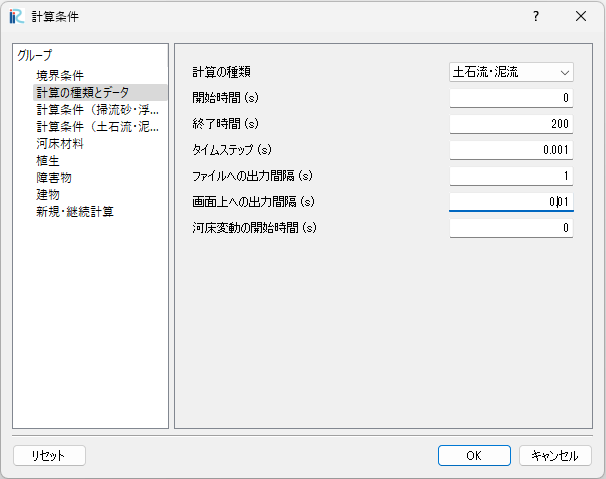 計算条件
?
グループ
境界条件
計算の種類とデータ
計算条件（掃流砂・浮...
計算条件（土石流・泥...
河床材料
植生
障害物
建物
新規・継続計算
計算の種類 土石流・泥流
開始時間 (s) 0
終了時間 (s) 200
タイムステップ (s) 0.001
ファイルへの出力間隔 (s) 1
画面上への出力間隔 (s) 0.01
河床変動の開始時間 (s) 0
リセット OK キャンセル